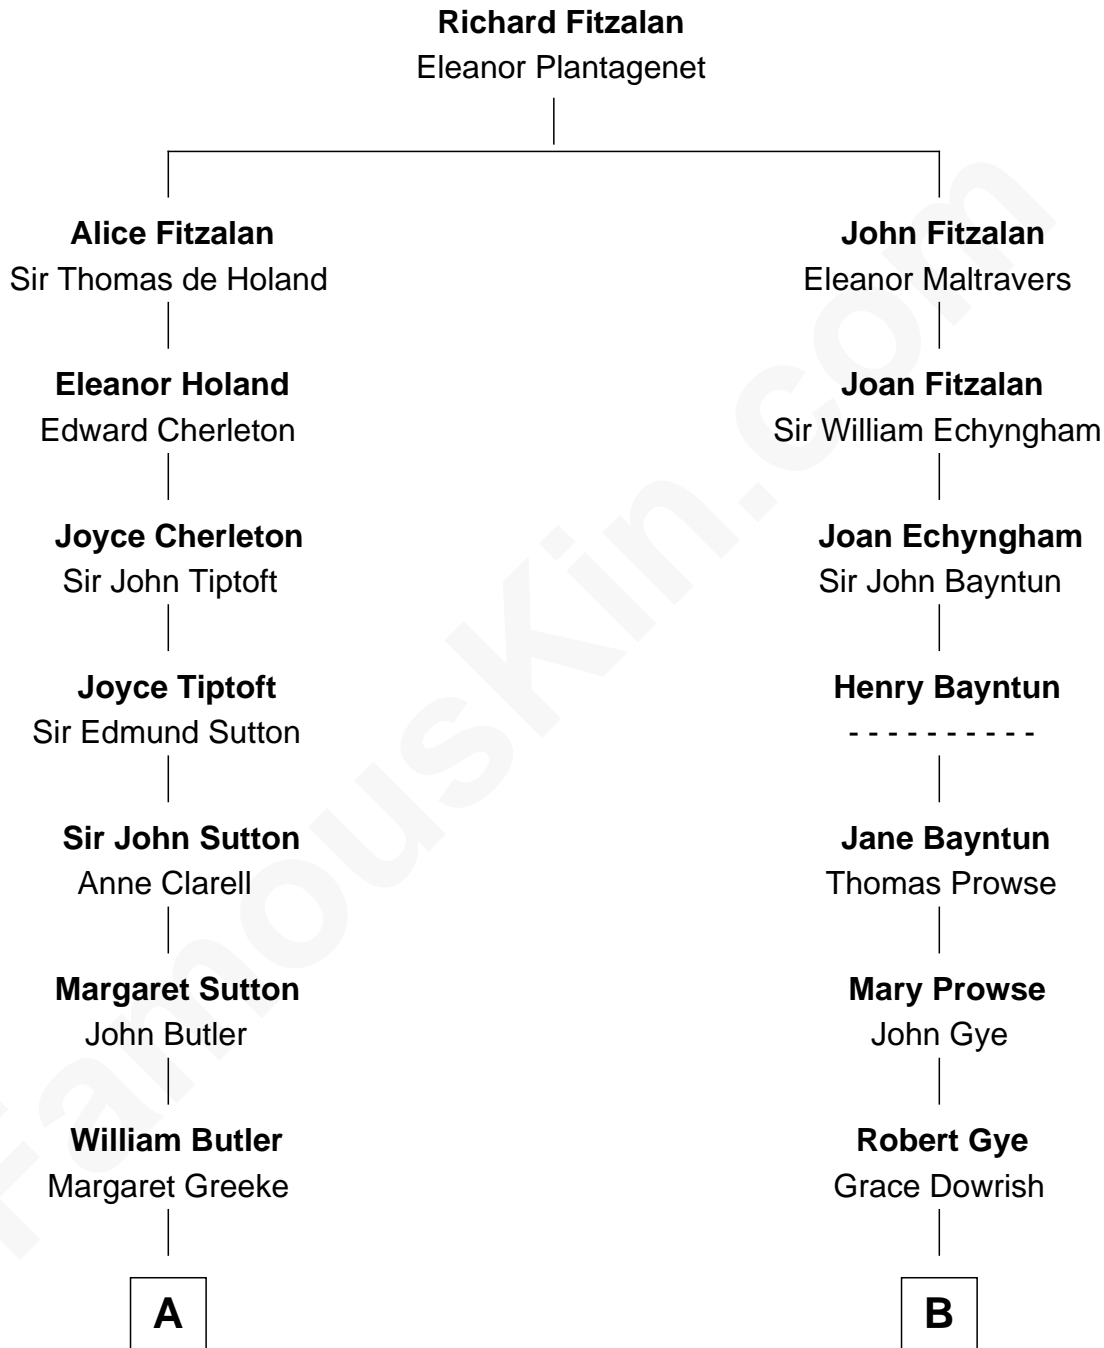 Richard Fitzalan
Eleanor Plantagenet
Alice Fitzalan
Sir Thomas de Holand
John Fitzalan
Eleanor Maltravers
Eleanor Holand
Edward Cherleton
Joan Fitzalan
Sir William Echyngham
Joyce Cherleton
Sir John Tiptoft
Joan Echyngham
Sir John Bayntun
Joyce Tiptoft
Sir Edmund Sutton
Henry Bayntun
- - - - - - - - - -
Sir John Sutton
Anne Clarell
Jane Bayntun
Thomas Prowse
Margaret Sutton
John Butler
Mary Prowse
John Gye
William Butler
Margaret Greeke
Robert Gye
Grace Dowrish
A
B
FamousKin.com